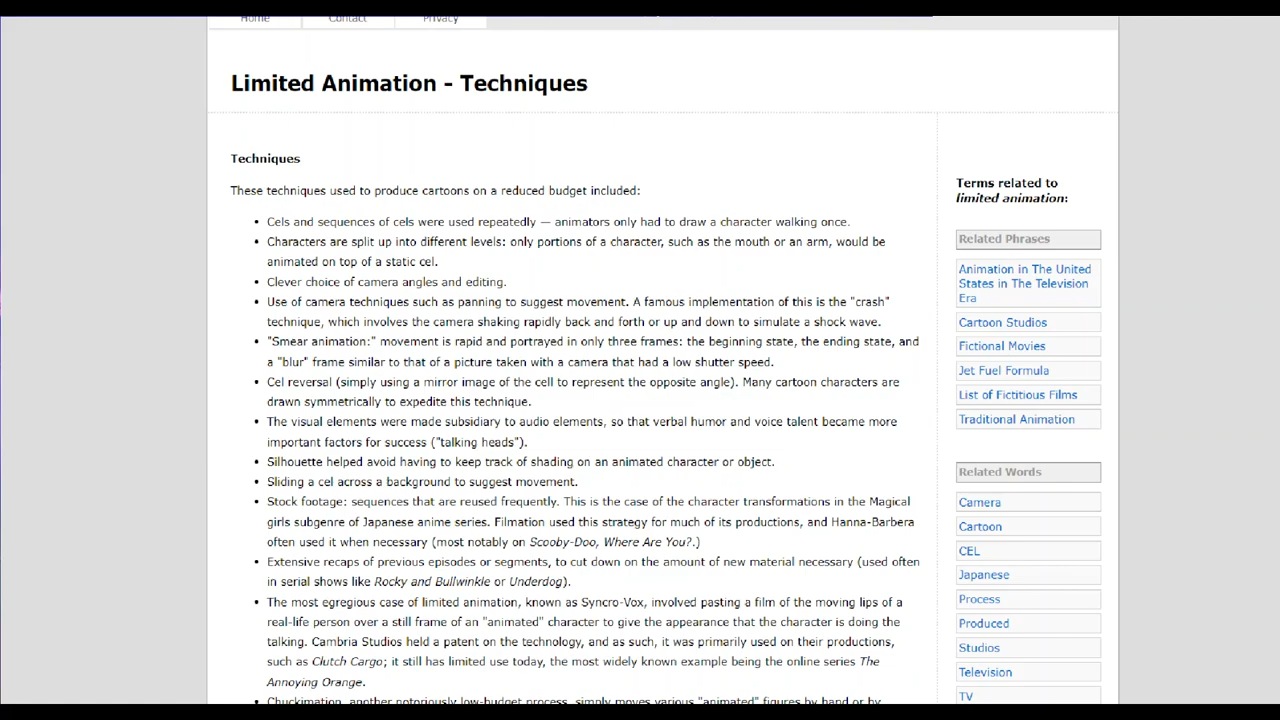 Home Contact Privacy
Limited Animation - Techniques
Techniques
These techniques used to produce cartoons on a reduced budget included:
• Cels and sequences of cels were used repeatedly — animators only had to draw a character walking once.
• Characters are split up into different levels: only portions of a character, such as the mouth or an arm, would be
animated on top of a static cel.
• Clever choice of camera angles and editing.
• Use of camera techniques such as panning to suggest movement. A famous implementation of this is the "crash"
technique, which involves the camera shaking rapidly back and forth or up and down to simulate a shock wave.
• "Smear animation:" movement is rapid and portrayed in only three frames: the beginning state, the ending state, and
a "blur" frame similar to that of a picture taken with a camera that had a low shutter speed.
• Cel reversal (simply using a mirror image of the cell to represent the opposite angle). Many cartoon characters are
drawn symmetrically to expedite this technique.
• The visual elements were made subsidiary to audio elements, so that verbal humor and voice talent became more
important factors for success ("talking heads").
• Silhouette helped avoid having to keep track of shading on an animated character or object.
• Sliding a cel across a background to suggest movement.
• Stock footage: sequences that are reused frequently. This is the case of the character transformations in the Magical
girls subgenre of Japanese anime series. Filmation used this strategy for much of its productions, and Hanna-Barbera
often used it when necessary (most notably on Scooby-Doo, Where Are You?.)
• Extensive recaps of previous episodes or segments, to cut down on the amount of new material necessary (used often
in serial shows like Rocky and Bullwinkle or Underdog).
• The most egregious case of limited animation, known as Syncro-Vox, involved pasting a film of the moving lips of a
real-life person over a still frame of an "animated" character to give the appearance that the character is doing the
talking. Cambria Studios held a patent on the technology, and as such, it was primarily used on their productions,
such as Clutch Cargo; it still has limited use today, the most widely known example being the online series The
Annoying Orange.
• Chuckimation, another notoriously low-budget process, simply moves various "animated" figures by hand or by
Terms related to
limited animation:
Related Phrases
Animation in The United
States in The Television
Era
Cartoon Studios
Fictional Movies
Jet Fuel Formula
List of Fictitious Films
Traditional Animation
Related Words
Camera
Cartoon
CEL
Japanese
Process
Produced
Studios
Television
TV